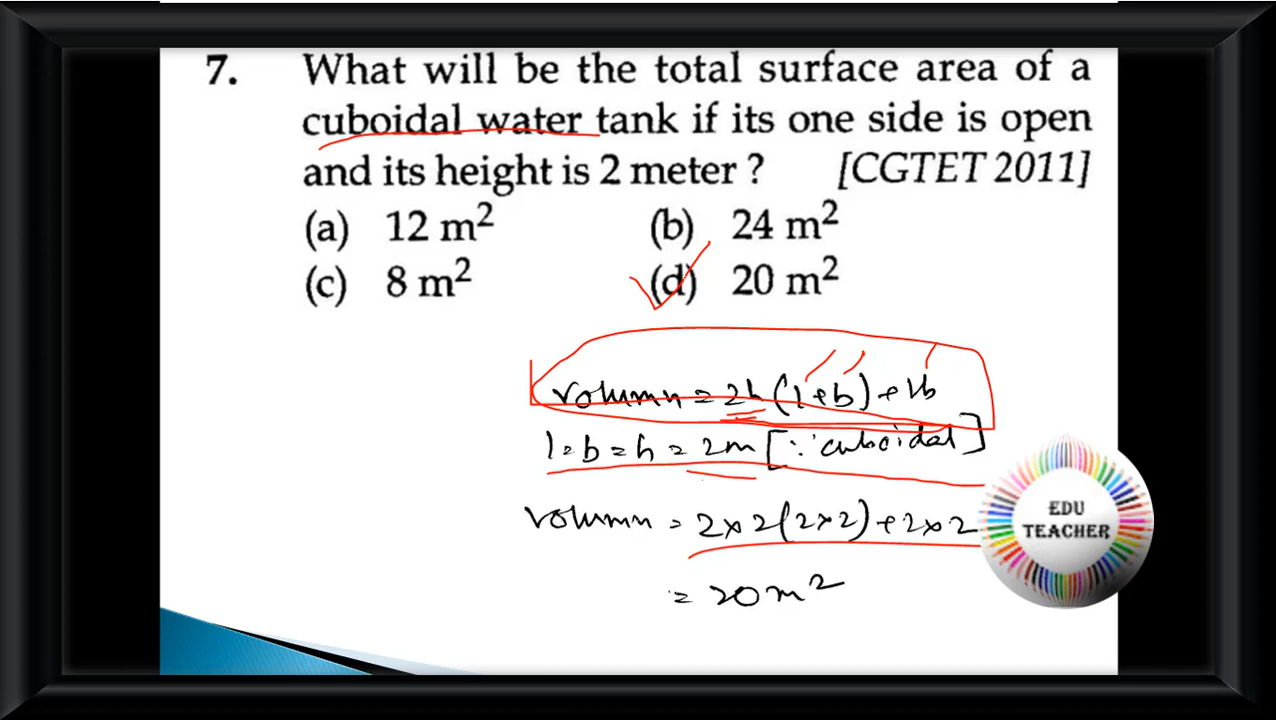 7. What will be the total surface area of a
cuboidal water tank if its one side is open
and its height is 2 meter ? [CGTET 2011]
(a) 12 m² (b) 24 m²
(c) 8 m² (d) 20 m²
volumn = 2h (l+b) + lb
l=b=h = 2m [∵ cuboidal]
volumn = 2×2(2×2)+2×2
= 20m²
EDU
TEACHER